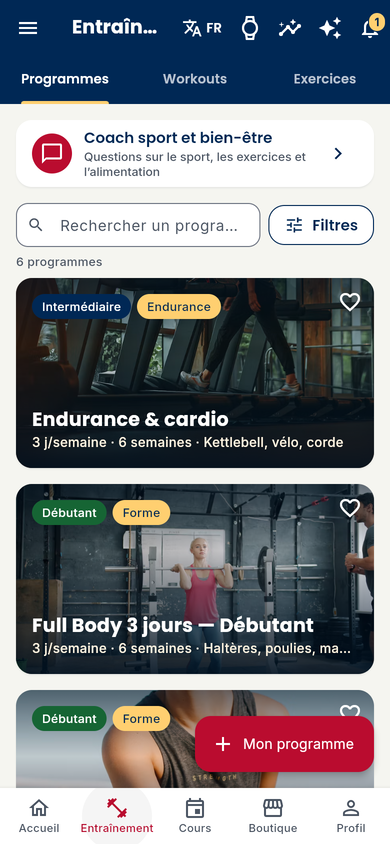 Entraîn...
FR
1
Programmes
Workouts
Exercices
Coach sport et bien-être
Questions sur le sport, les exercices et
l'alimentation
Rechercher un progra...
Filtres
6 programmes
Intermédiaire
Endurance
Endurance & cardio
3 j/semaine · 6 semaines · Kettlebell, vélo, corde
Débutant
Forme
Full Body 3 jours — Débutant
3 j/semaine · 6 semaines · Haltères, poulies, ma...
Débutant
Forme
Mon programme
Accueil
Entraînement
Cours
Boutique
Profil